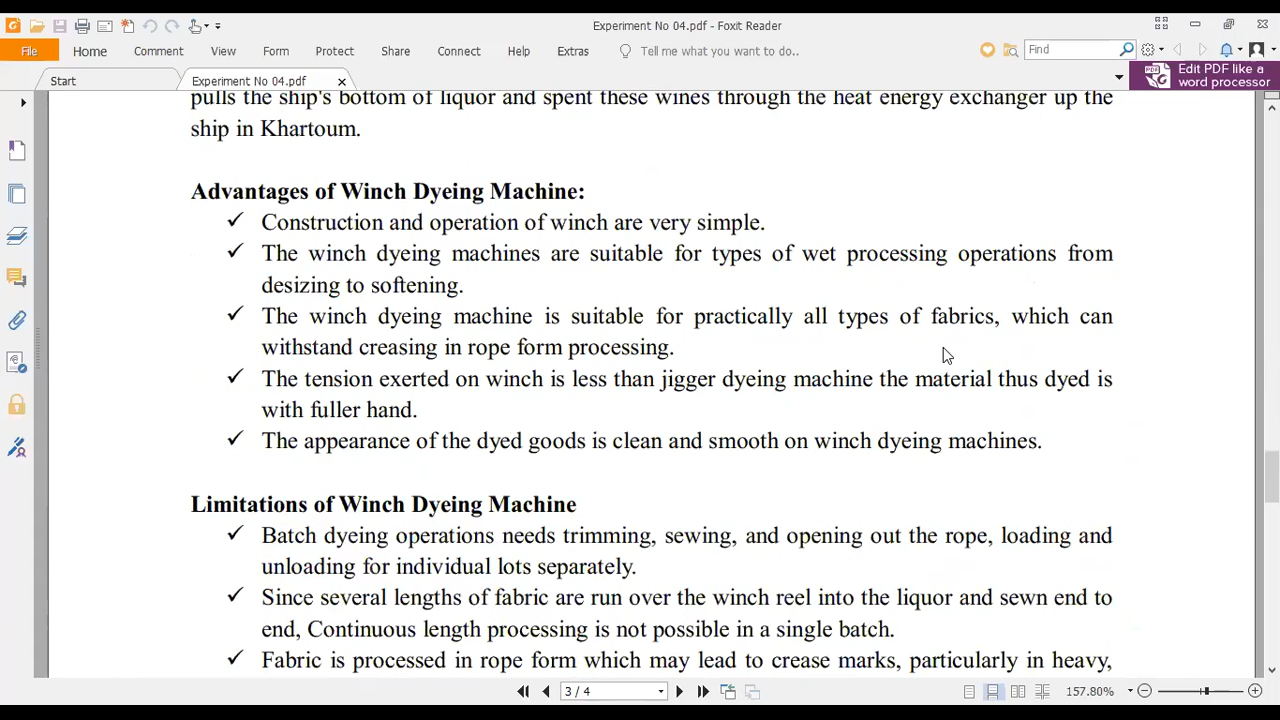 Experiment No 04.pdf - Foxit Reader
File Home Comment View Form Protect Share Connect Help Extras Tell me what you want to do.. Find
Start Experiment No 04.pdf
Edit PDF like a
word processor
pulls the ship's bottom of liquor and spent these wines through the heat energy exchanger up the
ship in Khartoum.
Advantages of Winch Dyeing Machine:
✓ Construction and operation of winch are very simple.
✓ The winch dyeing machines are suitable for types of wet processing operations from
desizing to softening.
✓ The winch dyeing machine is suitable for practically all types of fabrics, which can
withstand creasing in rope form processing.
✓ The tension exerted on winch is less than jigger dyeing machine the material thus dyed is
with fuller hand.
✓ The appearance of the dyed goods is clean and smooth on winch dyeing machines.
Limitations of Winch Dyeing Machine
✓ Batch dyeing operations needs trimming, sewing, and opening out the rope, loading and
unloading for individual lots separately.
✓ Since several lengths of fabric are run over the winch reel into the liquor and sewn end to
end, Continuous length processing is not possible in a single batch.
✓ Fabric is processed in rope form which may lead to crease marks, particularly in heavy,
3 / 4 157.80%